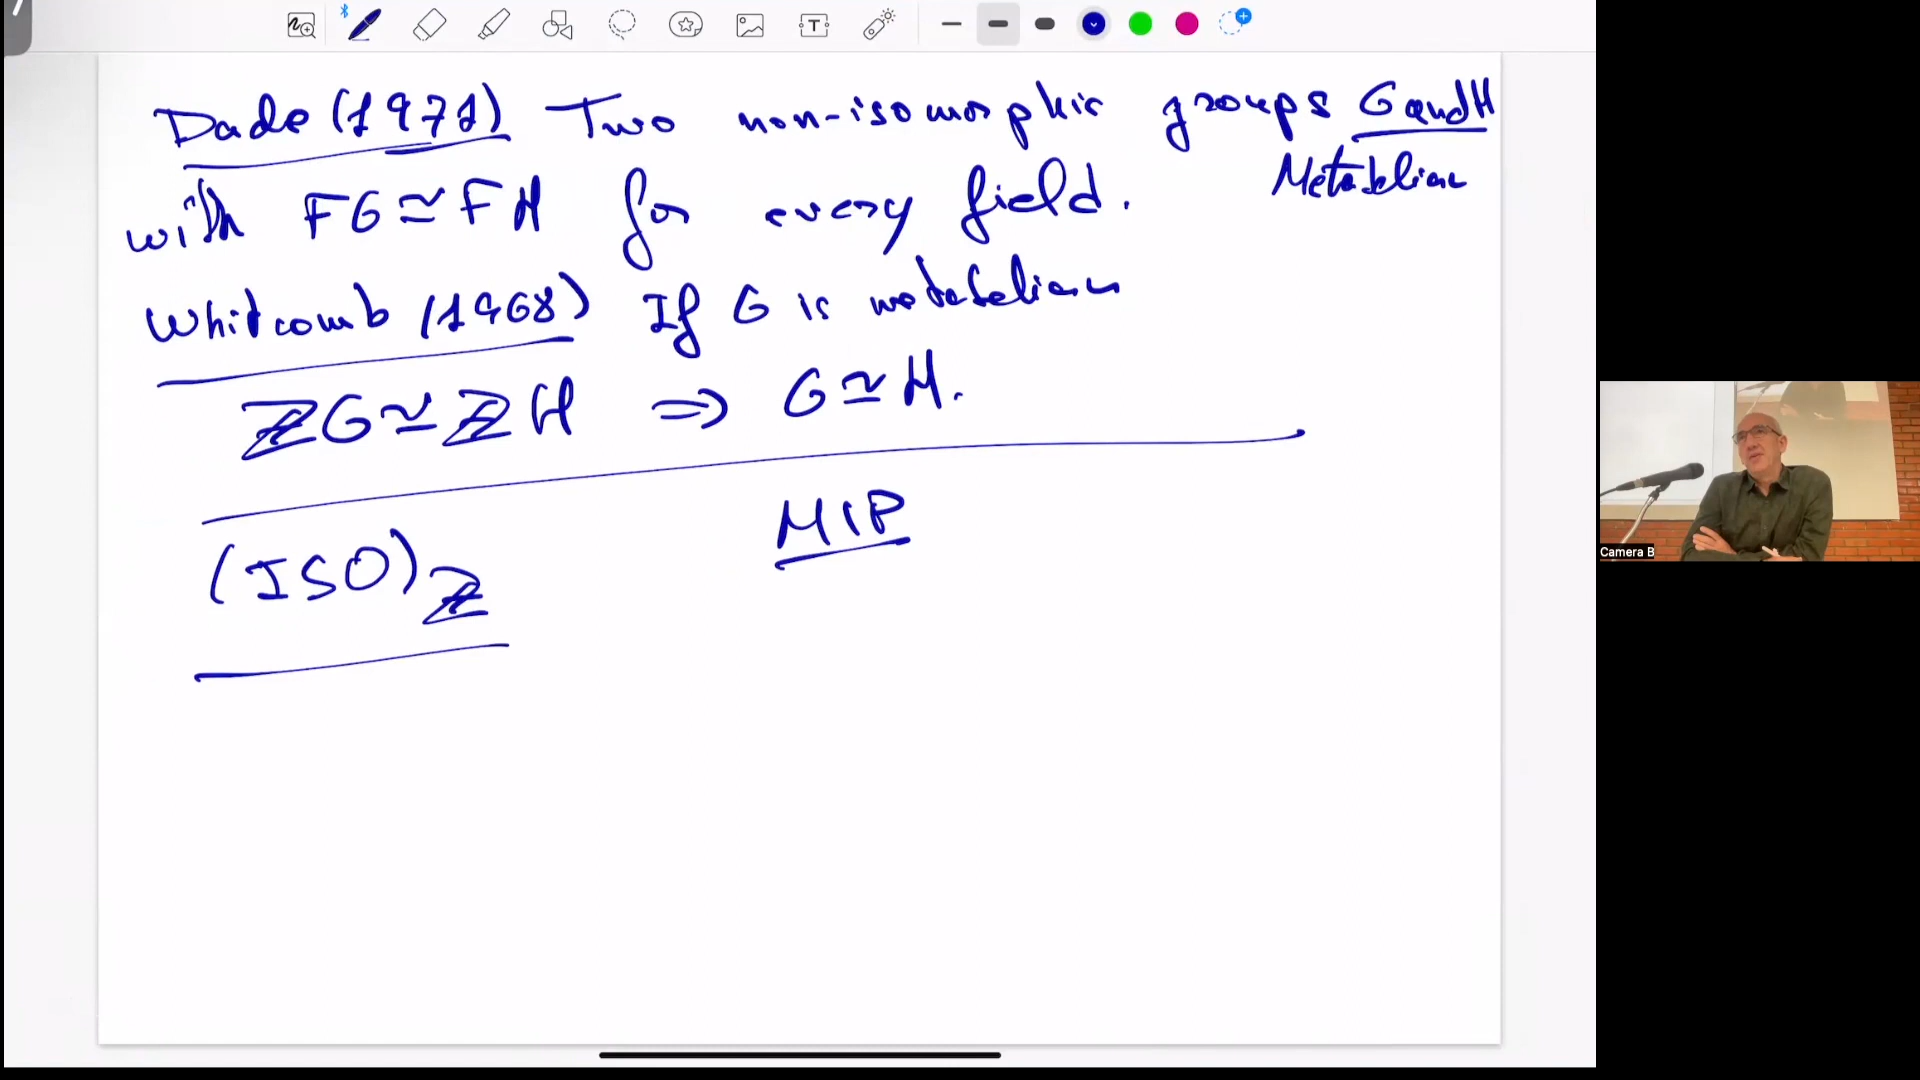 Dade (1971) Two non-isomorphic groups G and H
Metabelian
with FG ≃ FH for every field.
Whitcomb (1968) If G is metabelian
ℤG ≃ ℤH ⇒ G ≃ H.
(ISO)ℤ
MIP
Camera B